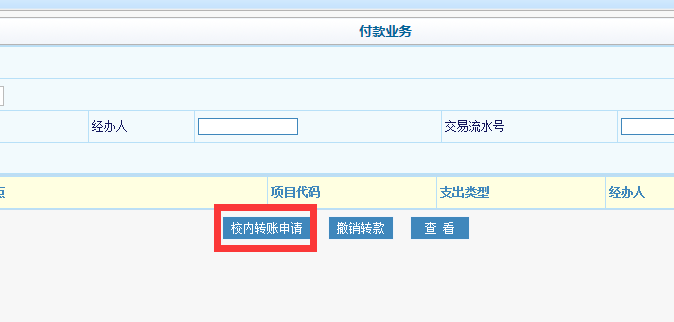 付款业务
经办人 交易流水号
项目代码 支出类型 经办人
校内转账申请 撤销转款 查 看